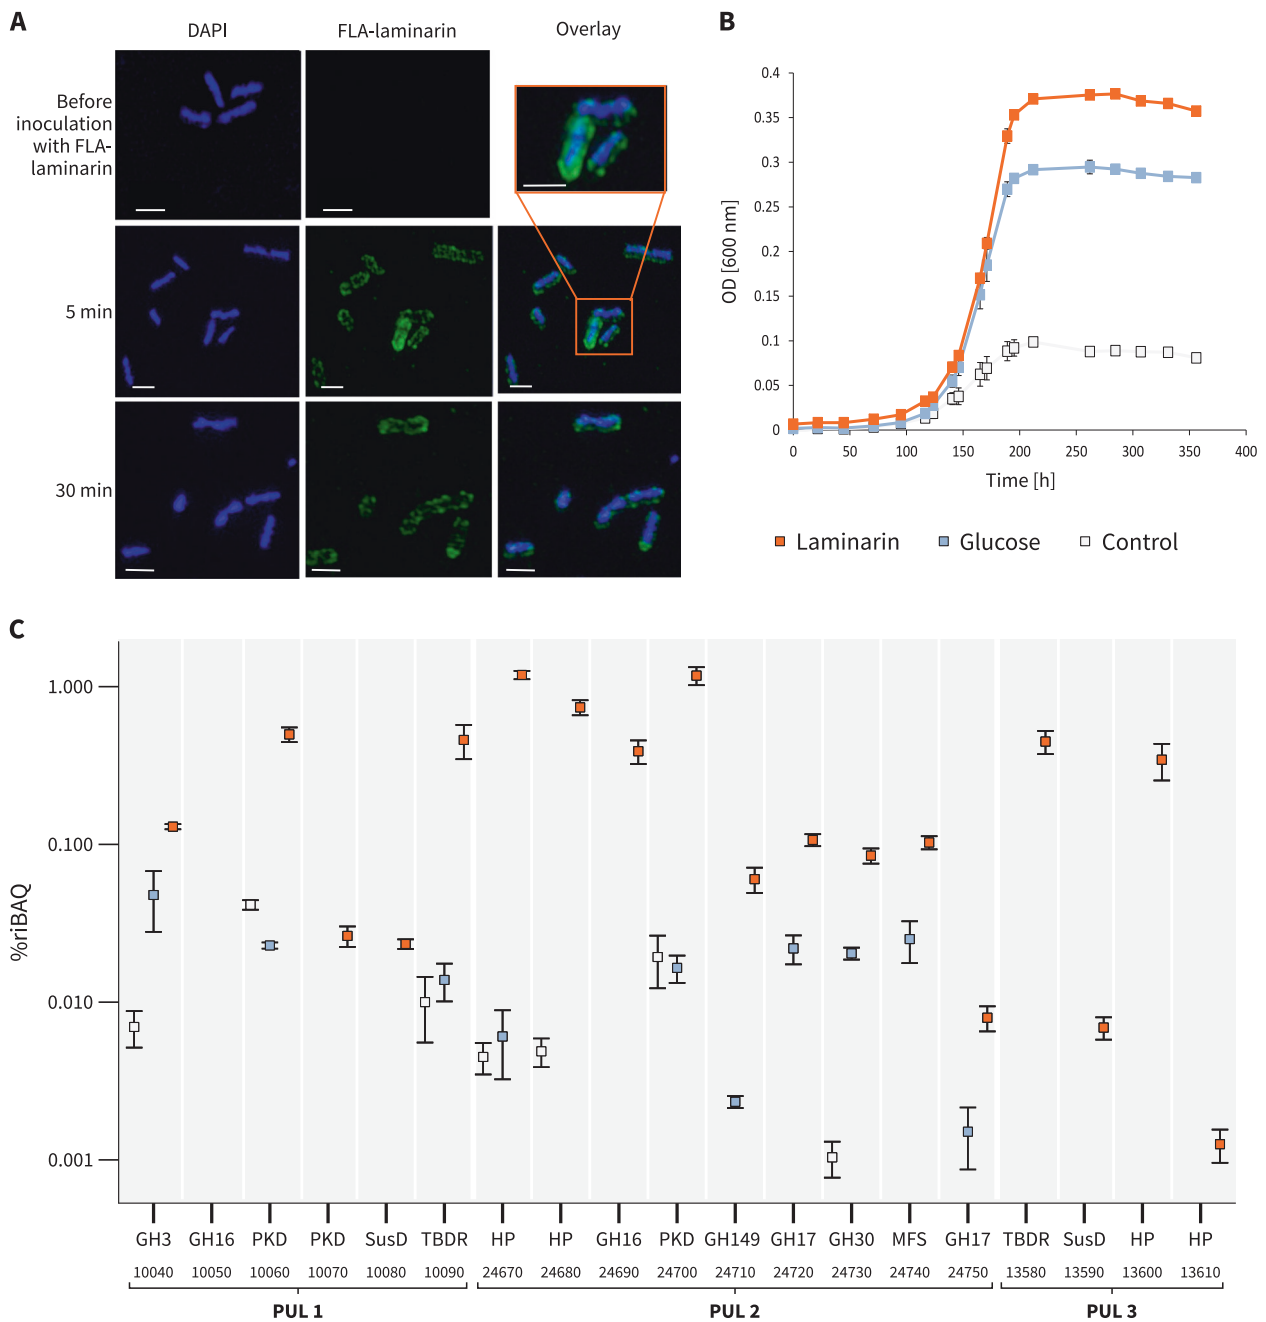 A
DAPI
FLA-laminarin
Overlay
Before
inoculation
with FLA-
laminarin
5 min
30 min
B
0.4
0.35
0.3
0.25
0.2
0.15
0.1
0.05
0
OD [600 nm]
0 50 100 150 200 250 300 350 400
Time [h]
Laminarin Glucose Control
C
1.000
0.100
0.010
0.001
%riBAQ
GH3 GH16 PKD PKD SusD TBDR HP HP GH16 PKD GH149 GH17 GH30 MFS GH17 TBDR SusD HP HP
10040 10050 10060 10070 10080 10090 24670 24680 24690 24700 24710 24720 24730 24740 24750 13580 13590 13600 13610
PUL 1 PUL 2 PUL 3